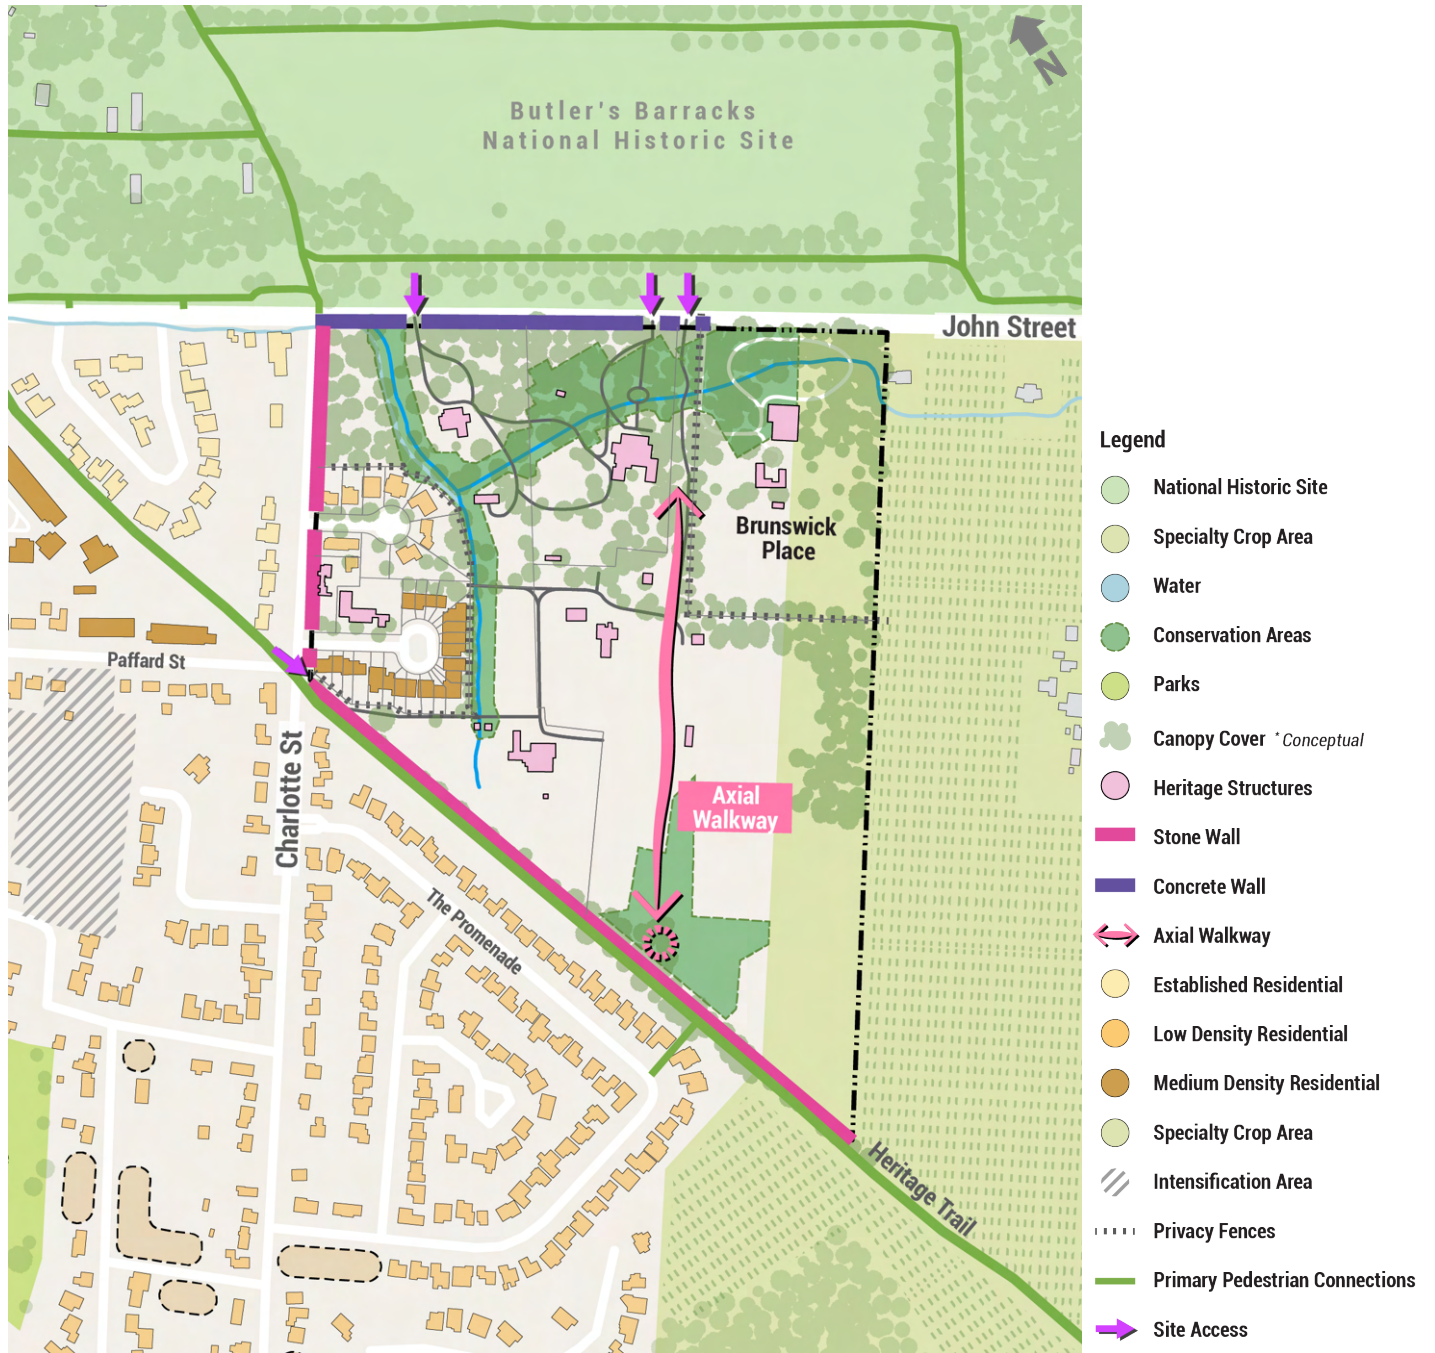 N
Butler's Barracks
National Historic Site
John Street
Brunswick
Place
Paffard St
Charlotte St
Axial
Walkway
The Promenade
Heritage Trail
Legend
National Historic Site
Specialty Crop Area
Water
Conservation Areas
Parks
Canopy Cover * Conceptual
Heritage Structures
Stone Wall
Concrete Wall
Axial Walkway
Established Residential
Low Density Residential
Medium Density Residential
Specialty Crop Area
Intensification Area
Privacy Fences
Primary Pedestrian Connections
Site Access